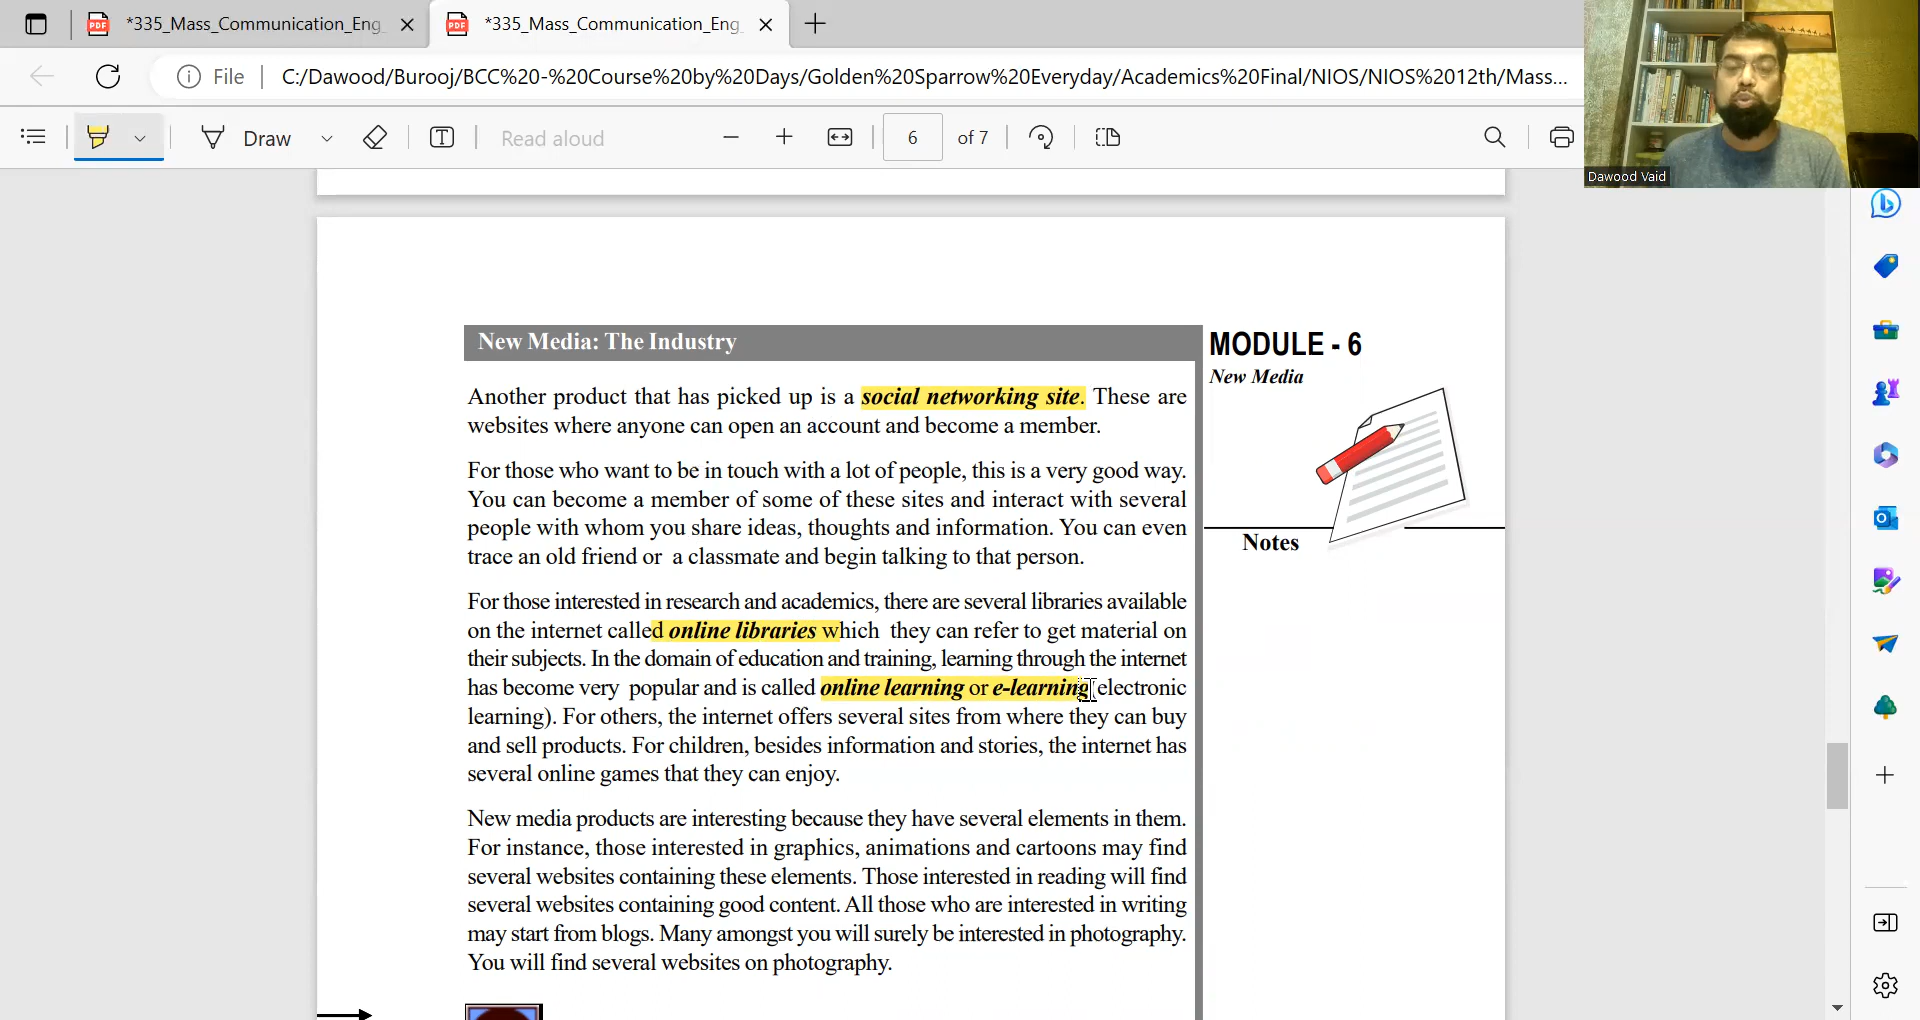 *335_Mass_Communication_Eng
*335_Mass_Communication_Eng
File
C:/Dawood/Burooj/BCC%20-%20Course%20by%20Days/Golden%20Sparrow%20Everyday/Academics%20Final/NIOS/NIOS%2012th/Mass...
Draw
Read aloud
6 of 7
Dawood Vaid
New Media: The Industry
MODULE - 6
New Media
Notes
Another product that has picked up is a social networking site. These are
websites where anyone can open an account and become a member.
For those who want to be in touch with a lot of people, this is a very good way.
You can become a member of some of these sites and interact with several
people with whom you share ideas, thoughts and information. You can even
trace an old friend or a classmate and begin talking to that person.
For those interested in research and academics, there are several libraries available
on the internet called online libraries which they can refer to get material on
their subjects. In the domain of education and training, learning through the internet
has become very popular and is called online learning or e-learning electronic
learning). For others, the internet offers several sites from where they can buy
and sell products. For children, besides information and stories, the internet has
several online games that they can enjoy.
New media products are interesting because they have several elements in them.
For instance, those interested in graphics, animations and cartoons may find
several websites containing these elements. Those interested in reading will find
several websites containing good content. All those who are interested in writing
may start from blogs. Many amongst you will surely be interested in photography.
You will find several websites on photography.